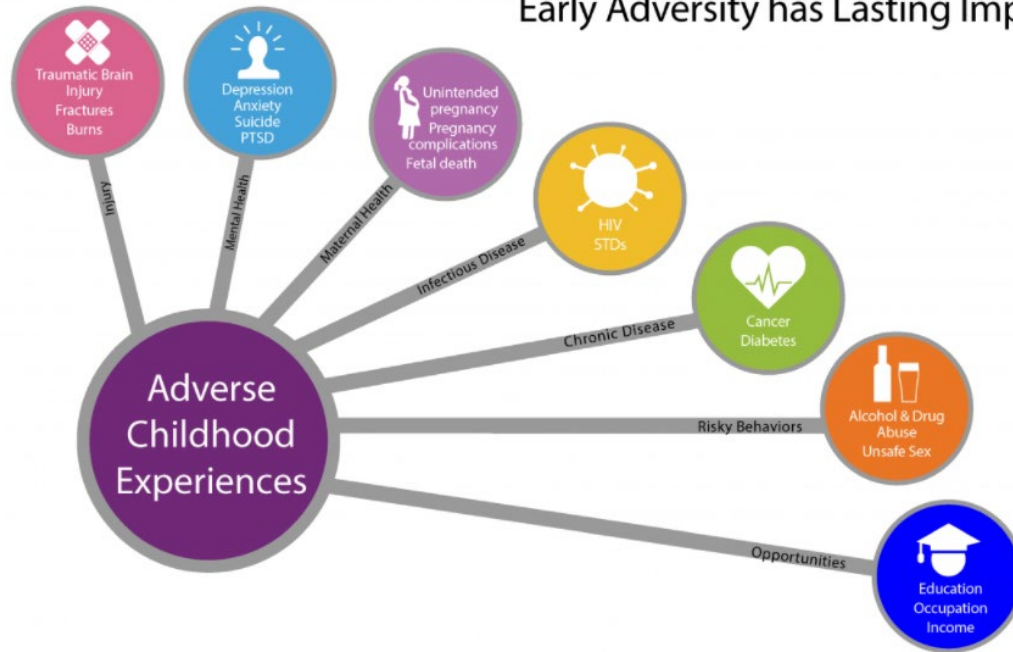 Early Adversity has Lasting
Traumatic Brain
Injury
Fractures
Burns
Depression
Anxiety
Suicide
PTSD
Unintended
pregnancy
Pregnancy
complications
Fetal death
HIV
STDs
Cancer
Diabetes
Alcohol & Drug
Abuse
Unsafe Sex
Education
Occupation
Income
Injury
Mental Health
Maternal Health
Infectious Disease
Chronic Disease
Risky Behaviors
Opportunities
Adverse
Childhood
Experiences